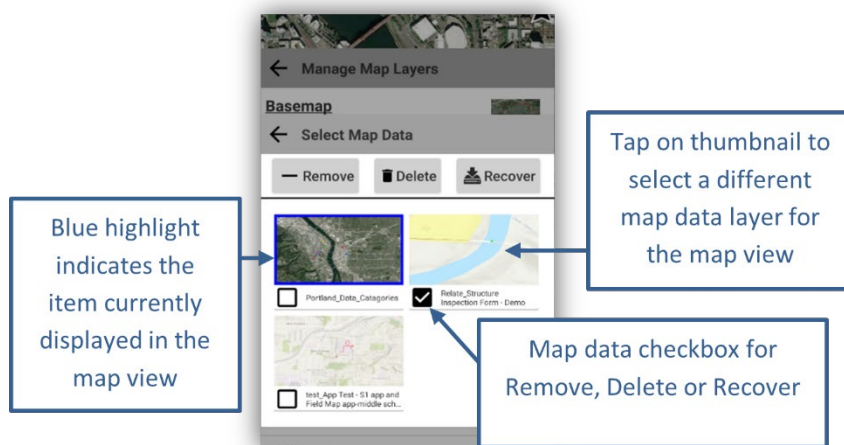 Manage Map Layers
Basemap
Select Map Data
Remove Delete Recover
Portland_Data_Catagories
Relate_Structure
Inspection Form - Demo
test_App Test - S1 app and
Field Map app-middle sch...
Blue highlight
indicates the
item currently
displayed in the
map view
Tap on thumbnail to
select a different
map data layer for
the map view
Map data checkbox for
Remove, Delete or Recover